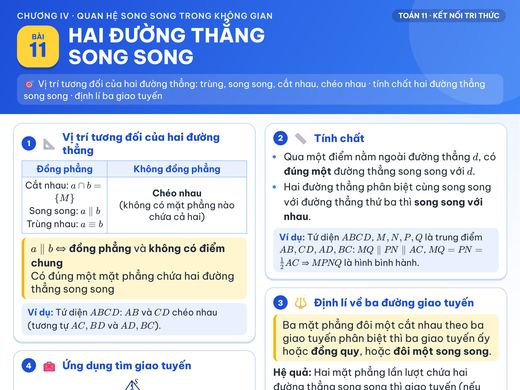 CHƯƠNG IV · QUAN HỆ SONG SONG TRONG KHÔNG GIAN
TOÁN 11 · KẾT NỐI TRI THỨC
BÀI
11
HAI ĐƯỜNG THẲNG
SONG SONG
🎯 Vị trí tương đối của hai đường thẳng: trùng, song song, cắt nhau, chéo nhau · tính chất hai đường thẳng
song song · định lí ba giao tuyến
1 📐 Vị trí tương đối của hai đường
thẳng
Đồng phẳng
Không đồng phẳng
Cắt nhau: a ∩ b =
{M}
Song song: a ∥ b
Trùng nhau: a ≡ b
Chéo nhau
(không có mặt phẳng nào
chứa cả hai)
a ∥ b ⇔ đồng phẳng và không có điểm
chung
Có đúng một mặt phẳng chứa hai đường
thẳng song song
Ví dụ: Tứ diện ABCD: AB và CD chéo nhau
(tương tự AC, BD và AD, BC).
4 🧰 Ứng dụng tìm giao tuyến
2 📏 Tính chất
• Qua một điểm nằm ngoài đường thẳng d, có
đúng một đường thẳng song song với d.
• Hai đường thẳng phân biệt cùng song song
với đường thẳng thứ ba thì song song với
nhau.
Ví dụ: Tứ diện ABCD, M, N, P, Q là trung điểm
AB, CD, AD, BC: MQ ∥ PN ∥ AC, MQ = PN =
½AC ⇒ MPNQ là hình bình hành.
3 🔱 Định lí về ba đường giao tuyến
Ba mặt phẳng đôi một cắt nhau theo ba
giao tuyến phân biệt thì ba giao tuyến ấy
hoặc đồng quy, hoặc đôi một song song.
Hệ quả: Hai mặt phẳng lần lượt chứa hai
đường thẳng song song thì giao tuyến (nếu